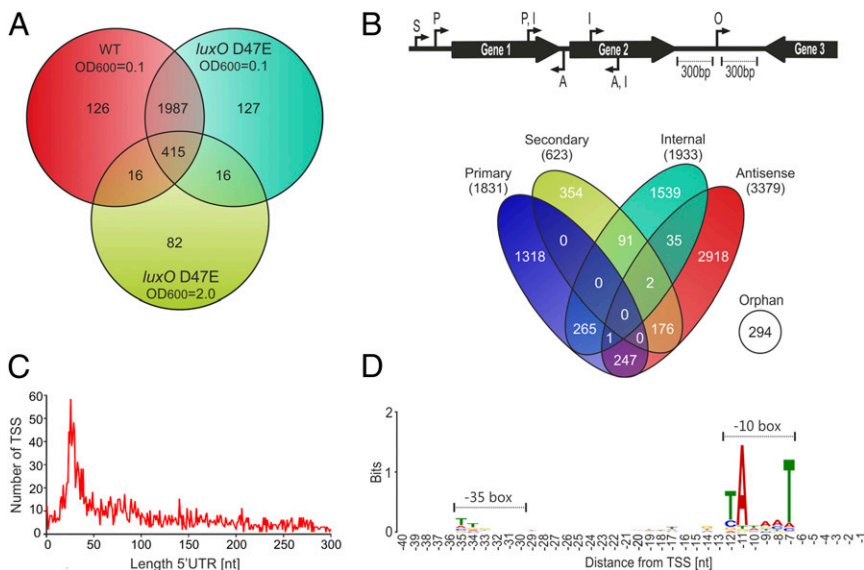 A
WT
OD600=0.1
luxO D47E
OD600=0.1
126
1987
127
415
16
16
82
luxO D47E
OD600=2.0
B
S
P
P, I
I
O
Gene 1
Gene 2
Gene 3
A
A, I
300bp
300bp
Primary
(1831)
Secondary
(623)
Internal
(1933)
Antisense
(3379)
354
1539
1318
0
91
35
2918
0
2
0
265
1
0
176
247
Orphan
294
C
Number of TSS
60
50
40
30
20
10
0
0
50
100
150
200
250
300
Length 5'UTR [nt]
D
Bits
2
1
0
-35 box
-10 box
T
A
T
C
-40 -39 -38 -37 -36 -35 -34 -33 -32 -31 -30 -29 -28 -27 -26 -25 -24 -23 -22 -21 -20 -19 -18 -17 -16 -15 -14 -13 -12 -11 -10 -9 -8 -7 -6 -5 -4 -3 -2 -1
Distance from TSS [nt]